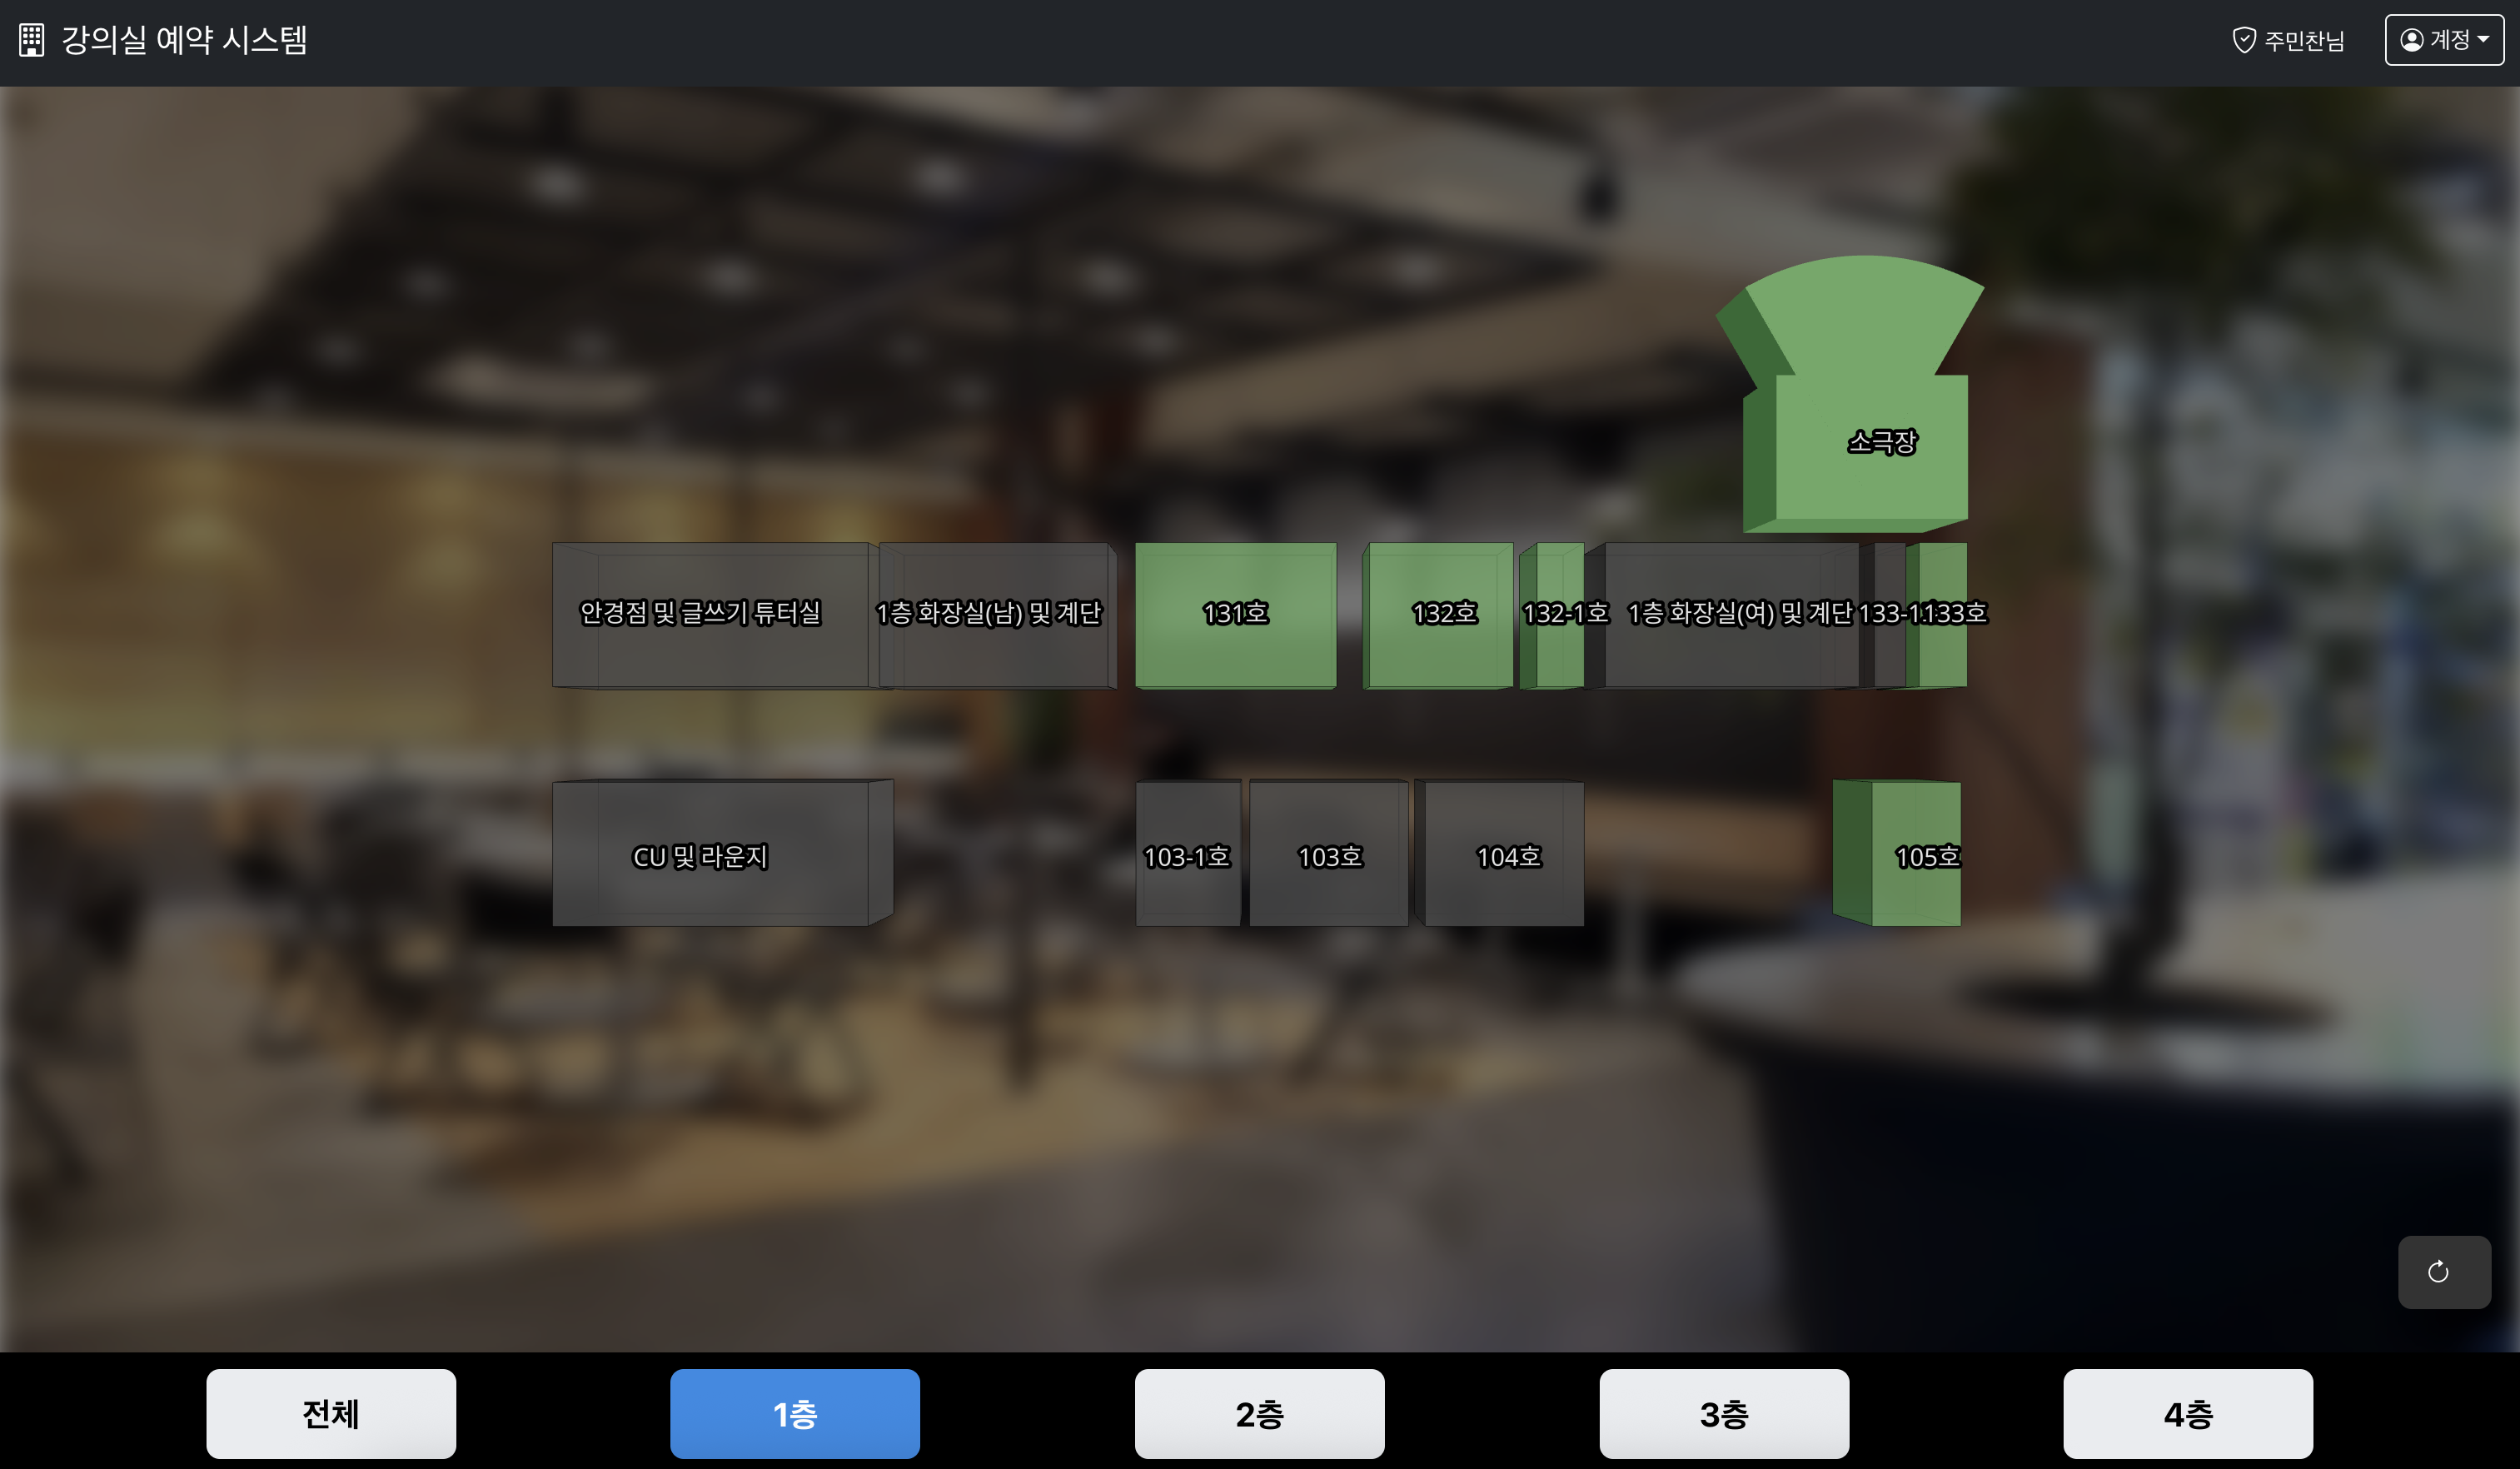 강의실 예약 시스템
주민찬님
계정
소극장
안경점 및 글쓰기 튜터실
1층 화장실(남) 및 계단
131호
132호
132-1호
1층 화장실(여) 및 계단
133-1
133호
CU 및 라운지
103-1호
103호
104호
105호
전체
1층
2층
3층
4층